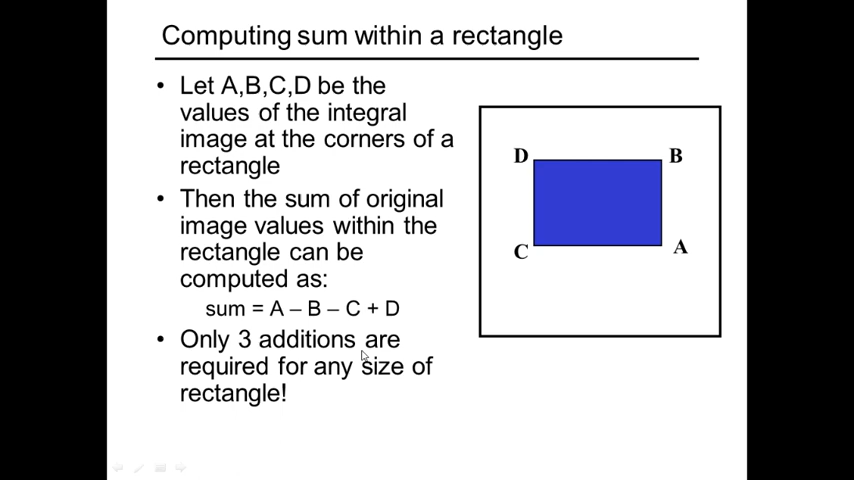 Computing sum within a rectangle
• Let A,B,C,D be the
values of the integral
image at the corners of a
rectangle
• Then the sum of original
image values within the
rectangle can be
computed as:
sum = A – B – C + D
• Only 3 additions are
required for any size of
rectangle!
D B
C A